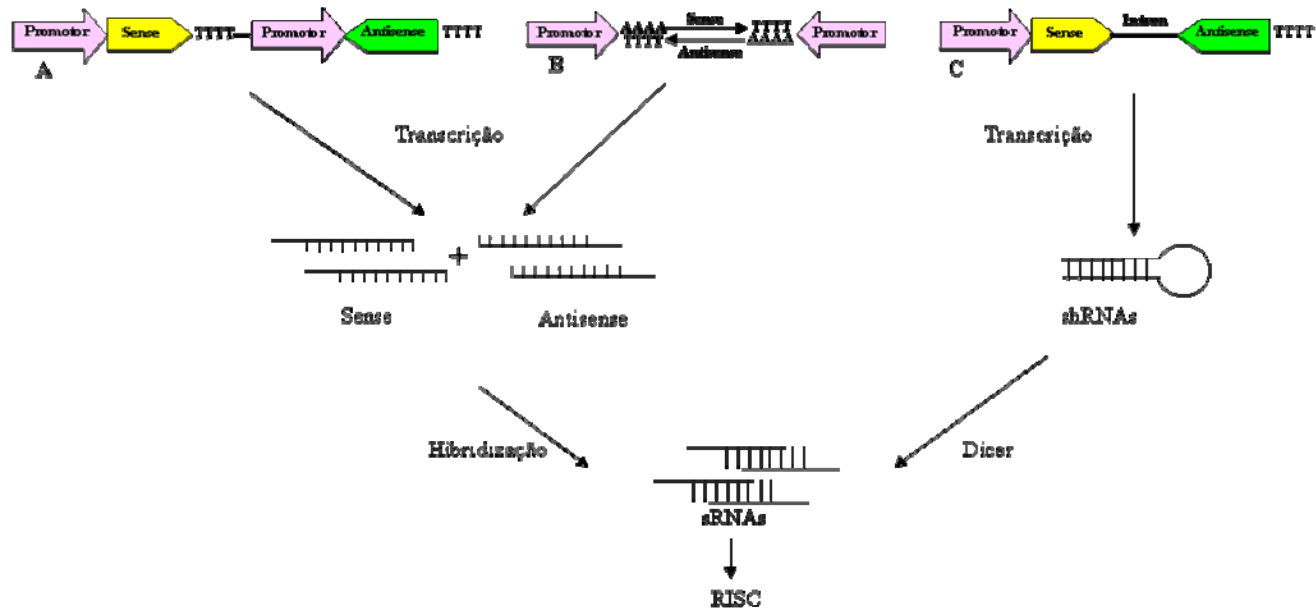 Promotor Sense TTTT Promotor Antisense TTTT
A
Promotor AAAA Sense TTTT Promotor
TTTT Antisense AAAA
B
Promotor Sense Intron Antisense TTTT
C
Transcrição
Transcrição
+
Sense Antisense
shRNAs
Hibridização
Dicer
sRNAs
RISC